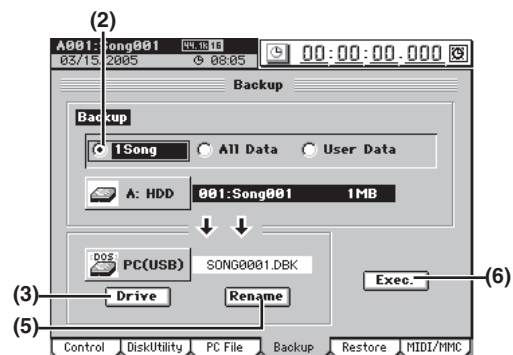 (2)
A001:Song001 44.1k 16
03/15/2005 08:05 00:00:00.000
Backup
Backup
1Song All Data User Data
A: HDD 001:Song001 1MB
DOS PC(USB) SONG0001.DBK
Exec. (6)
(3) Drive Rename
(5)
Control DiskUtility PC File Backup Restore MIDI/MMC